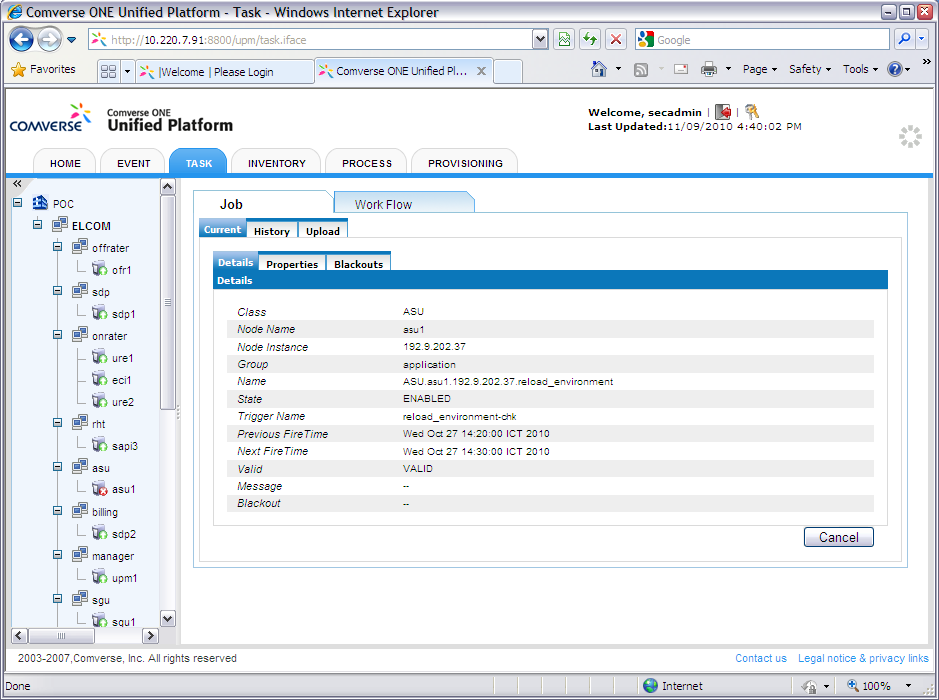 Comverse ONE Unified Platform - Task - Windows Internet Explorer
http://10.220.7.91:8800/upm/task.iface
Google
Favorites
|Welcome | Please Login
Comverse ONE Unified Pl...
Page
Safety
Tools
COMVERSE
Comverse ONE
Unified Platform
Welcome, secadmin
Last Updated:11/09/2010 4:40:02 PM
HOME
EVENT
TASK
INVENTORY
PROCESS
PROVISIONING
POC
ELCOM
offrater
ofr1
sdp
sdp1
onrater
ure1
eci1
ure2
rht
sapi3
asu
asu1
billing
sdp2
manager
upm1
sgu
sgu1
Job
Work Flow
Current
History
Upload
Details
Properties
Blackouts
Details
Class ASU
Node Name asu1
Node Instance 192.9.202.37
Group application
Name ASU.asu1.192.9.202.37.reload_environment
State ENABLED
Trigger Name reload_environment-chk
Previous FireTime Wed Oct 27 14:20:00 ICT 2010
Next FireTime Wed Oct 27 14:30:00 ICT 2010
Valid VALID
Message --
Blackout --
Cancel
2003-2007,Comverse, Inc. All rights reserved
Contact us
Legal notice & privacy links
Done
Internet
100%